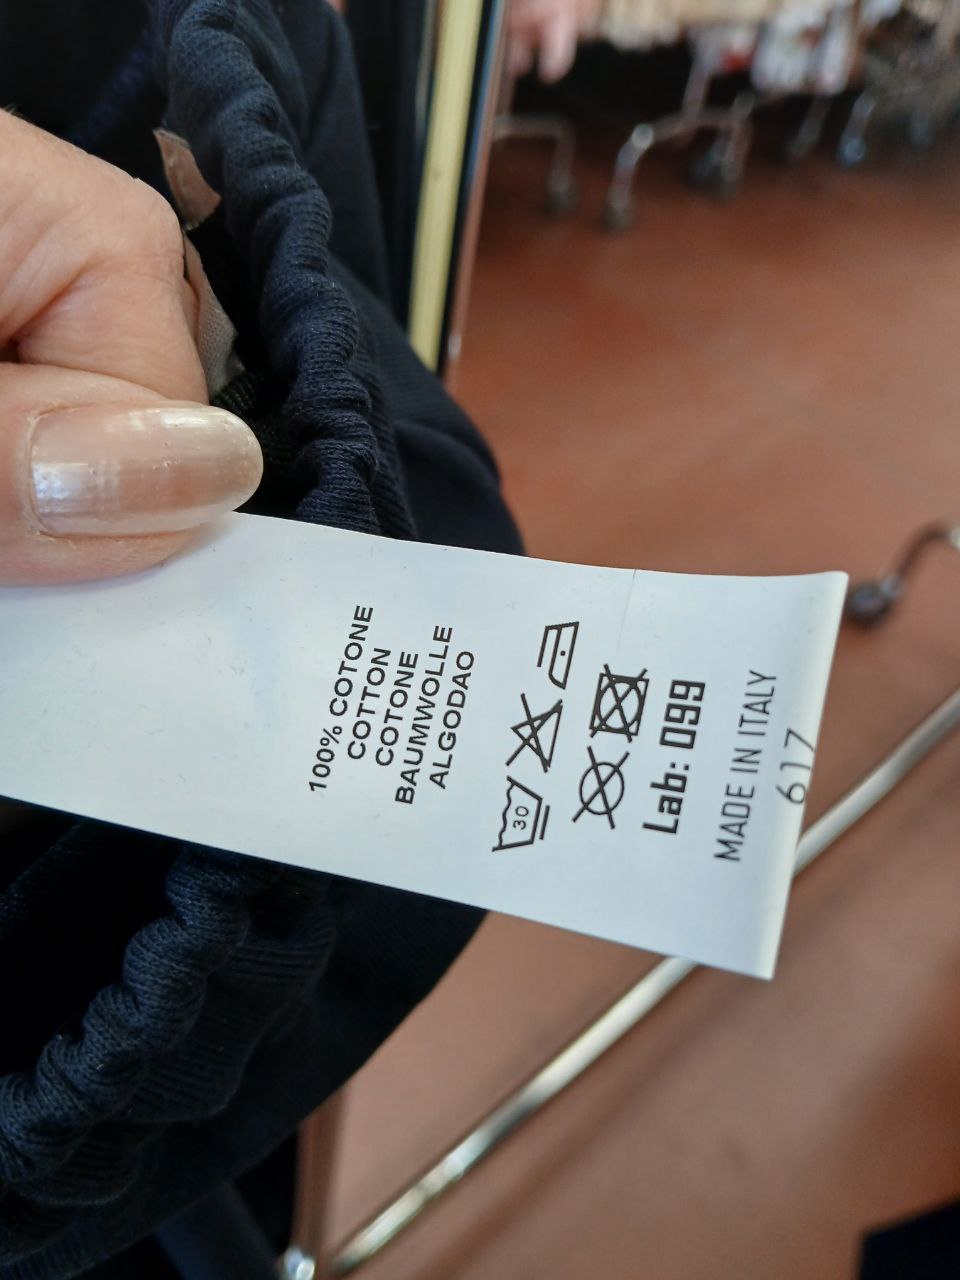 100% COTONE
COTTON
COTONE
BAUMWOLLE
ALGODAO
30
Lab: 099
MADE IN ITALY
617